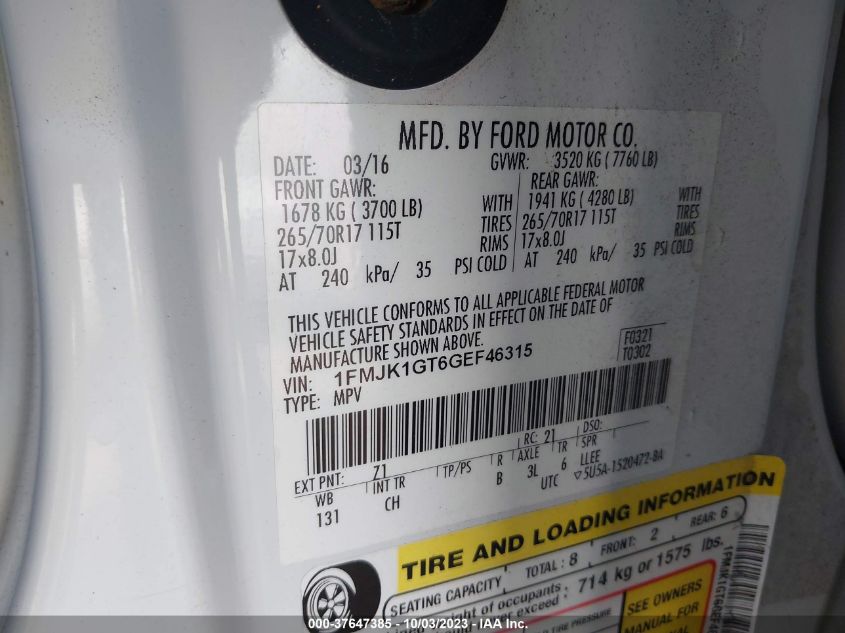 MFD. BY FORD MOTOR CO.
DATE: 03/16 GVWR: 3520 KG ( 7760 LB)
FRONT GAWR: REAR GAWR:
1678 KG ( 3700 LB) WITH 1941 KG ( 4280 LB) WITH
265/70R17 115T TIRES 265/70R17 115T TIRES
17x8.0J RIMS 17x8.0J RIMS
AT 240 kPa/ 35 PSI COLD AT 240 kPa/ 35 PSI COLD
THIS VEHICLE CONFORMS TO ALL APPLICABLE FEDERAL MOTOR
VEHICLE SAFETY STANDARDS IN EFFECT ON THE DATE OF
MANUFACTURE SHOWN ABOVE.
F0321
VIN: 1FMJK1GT6GEF46315 T0302
TYPE: MPV
RC: 21 DSO:
EXT PNT: Z1 TP/PS R AXLE TR SPR
WB INT TR B 3L 6 LLEE
131 CH UTC 5U5A-1520472-BA
TIRE AND LOADING INFORMATION
SEATING CAPACITY TOTAL: 8 FRONT: 2 REAR: 6
weight of occupants
exceed: 714 kg or 1575 lbs.
TIRE PRESSURE
SEE OWNERS
MANUAL FOR
000-37647385 - 10/03/2023 - IAA Inc.